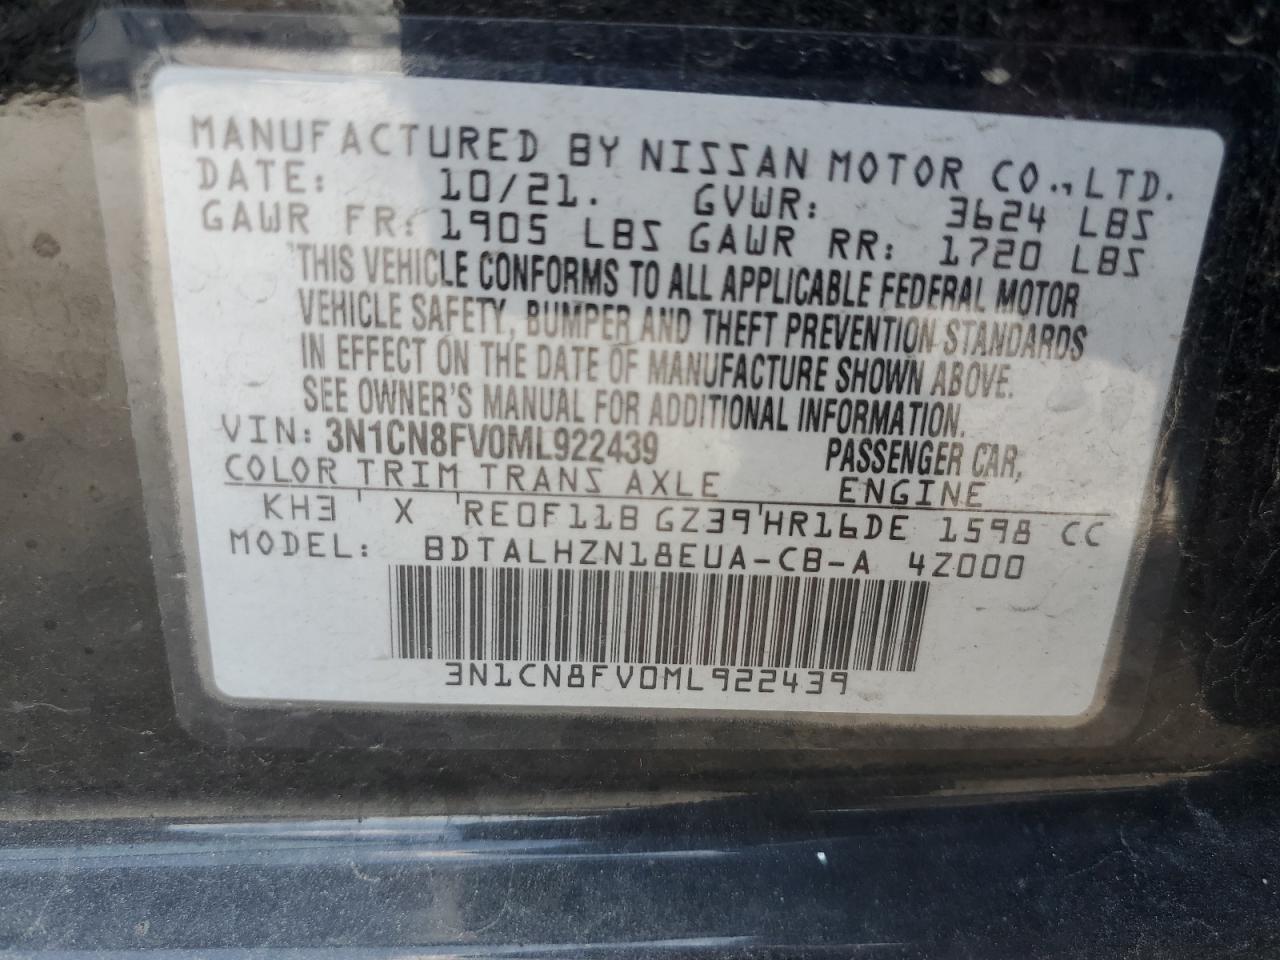 MANUFACTURED BY NISSAN MOTOR CO., LTD.
DATE: 10/21. GVWR: 3624 LBS
GAWR FR: 1905 LBS GAWR RR: 1720 LBS
THIS VEHICLE CONFORMS TO ALL APPLICABLE FEDERAL MOTOR
VEHICLE SAFETY, BUMPER AND THEFT PREVENTION STANDARDS
IN EFFECT ON THE DATE OF MANUFACTURE SHOWN ABOVE.
SEE OWNER'S MANUAL FOR ADDITIONAL INFORMATION.
VIN: 3N1CN8FV0ML922439 PASSENGER CAR,
COLOR TRIM TRANS AXLE ENGINE
KH3 X RE0F11B GZ39 HR16DE 1598 CC
MODEL: BDTALHZN18EUA-CB-A 4Z000
3N1CN8FV0ML922439